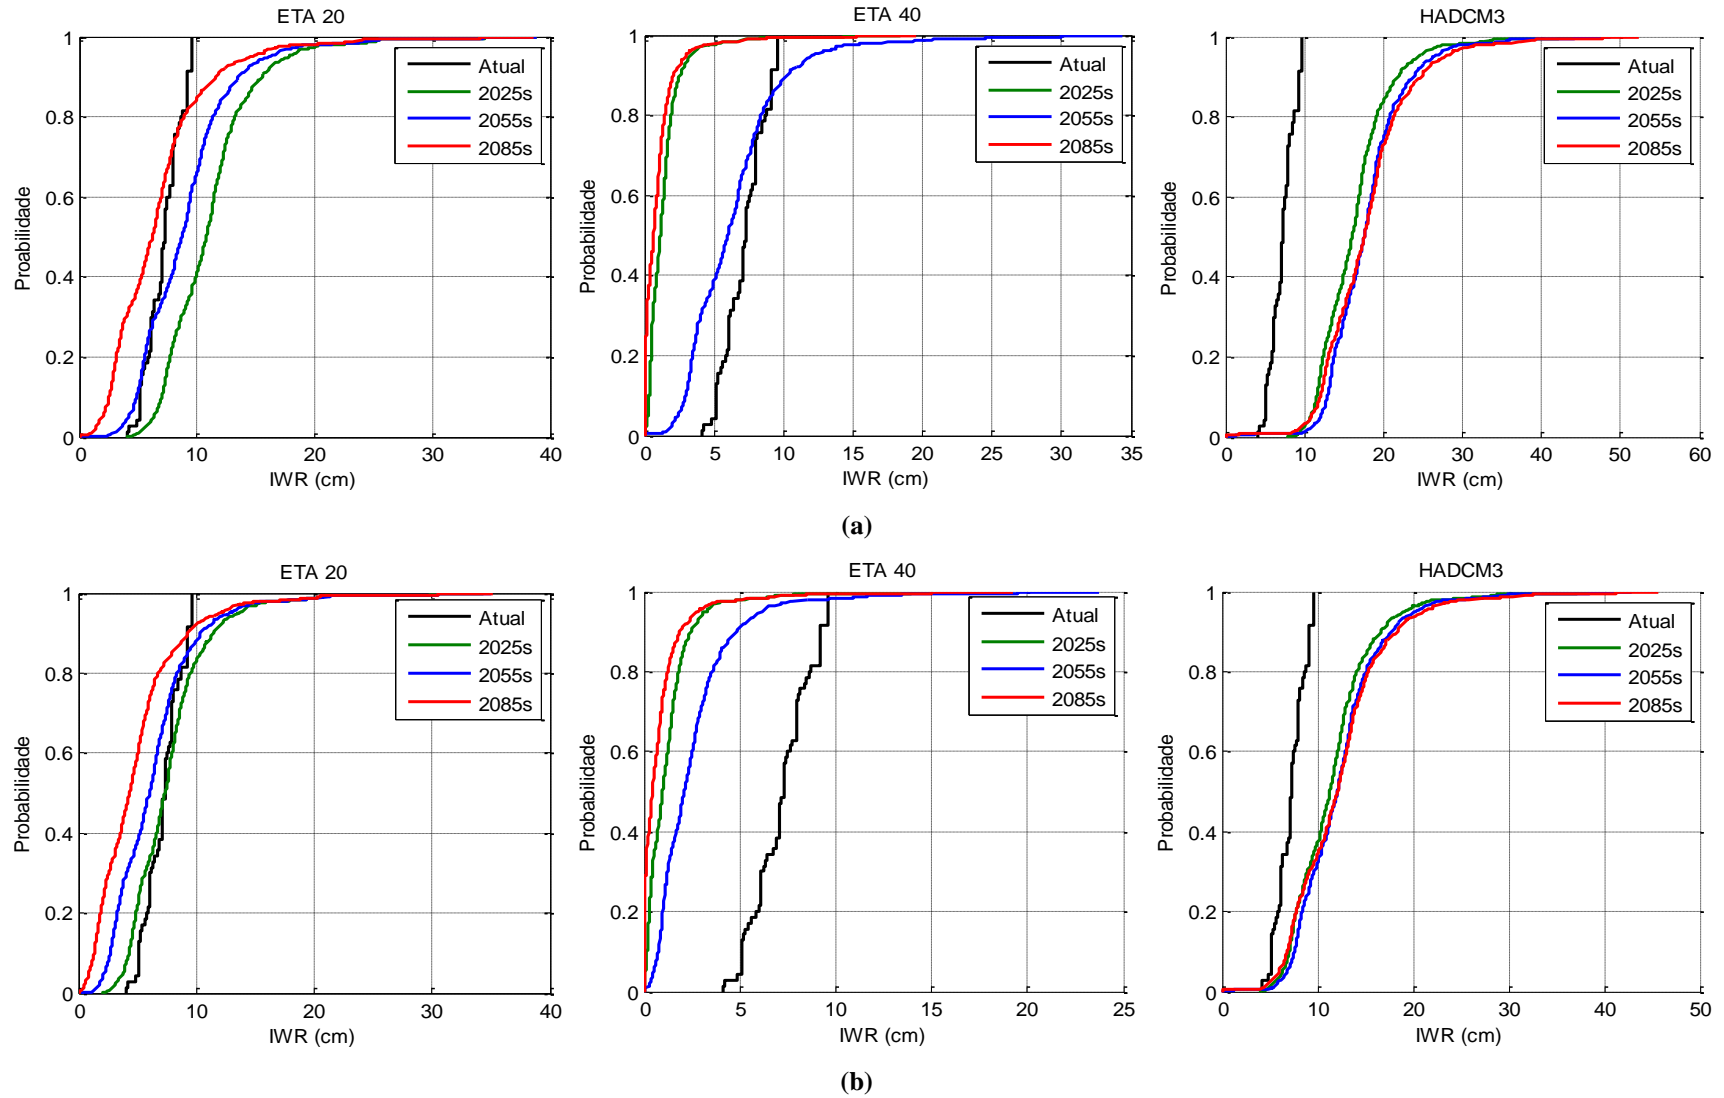 ETA 20
1
0.8
0.6
0.4
0.2
0
Proabilidade
0 10 20 30 40
IWR (cm)
Atual
2025s
2055s
2085s
ETA 40
1
0.8
0.6
0.4
0.2
0
Probabilidade
0 5 10 15 20 25 30 35
IWR (cm)
Atual
2025s
2055s
2085s
HADCM3
1
0.8
0.6
0.4
0.2
0
Probabilidade
0 10 20 30 40 50 60
IWR (cm)
Atual
2025s
2055s
2085s
(a)
ETA 20
1
0.8
0.6
0.4
0.2
0
Probabilidade
0 10 20 30 40
IWR (cm)
Atual
2025s
2055s
2085s
ETA 40
1
0.8
0.6
0.4
0.2
0
Probabilidade
0 5 10 15 20 25
IWR (cm)
Atual
2025s
2055s
2085s
HADCM3
1
0.8
0.6
0.4
0.2
0
Probabilidade
0 10 20 30 40 50
IWR (cm)
Atual
2025s
2055s
2085s
(b)